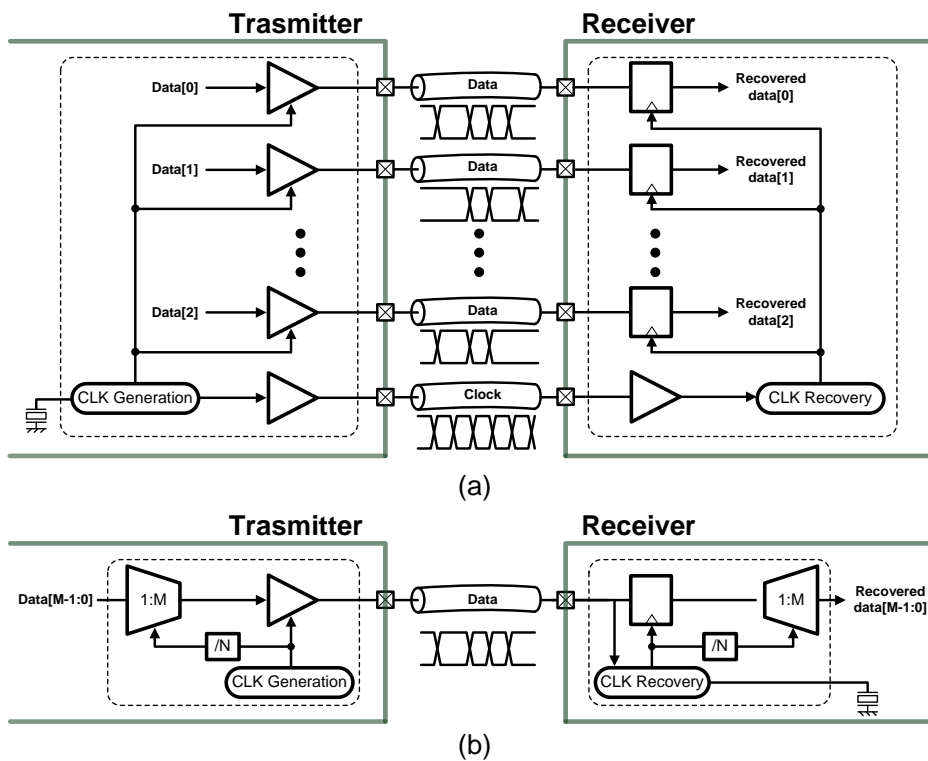 Trasmitter
Receiver
Data[0]
Data
Recovered
data[0]
Data[1]
Data
Recovered
data[1]
Data[2]
Data
Recovered
data[2]
CLK Generation
Clock
CLK Recovery
(a)
Trasmitter
Receiver
Data[M-1:0]
1:M
Data
1:M
Recovered
data[M-1:0]
/N
/N
CLK Generation
CLK Recovery
(b)